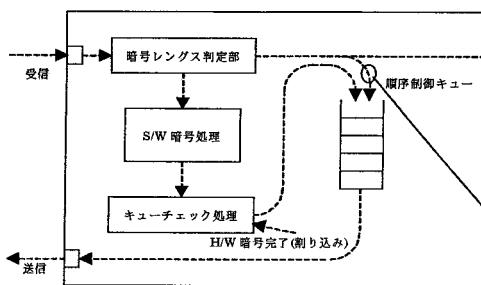 暗号レングス判定部
受信
順序制御キュー
S/W 暗号処理
キューチェック処理
H/W 暗号完了(割り込み)
送信